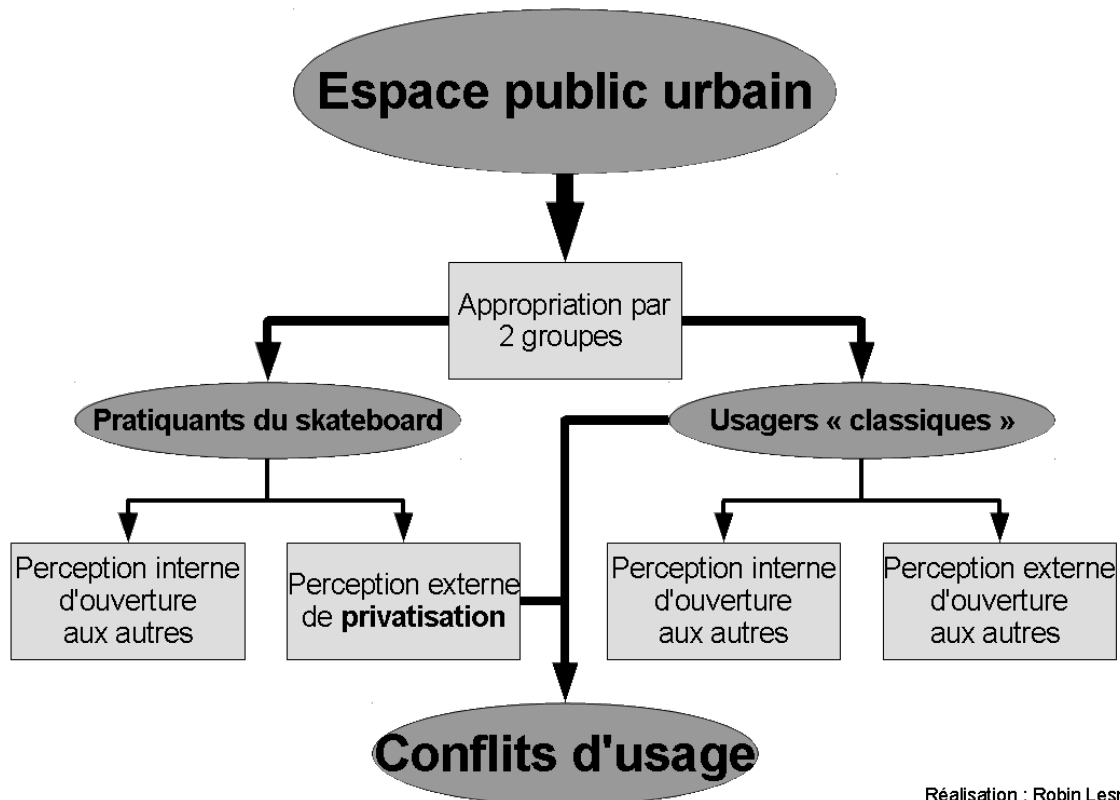 Espace public urbain
Appropriation par
2 groupes
Pratiquants du skateboard
Usagers « classiques »
Perception interne
d'ouverture
aux autres
Perception externe
de privatisation
Perception interne
d'ouverture
aux autres
Perception externe
d'ouverture
aux autres
Conflits d'usage
Réalisation : Robin